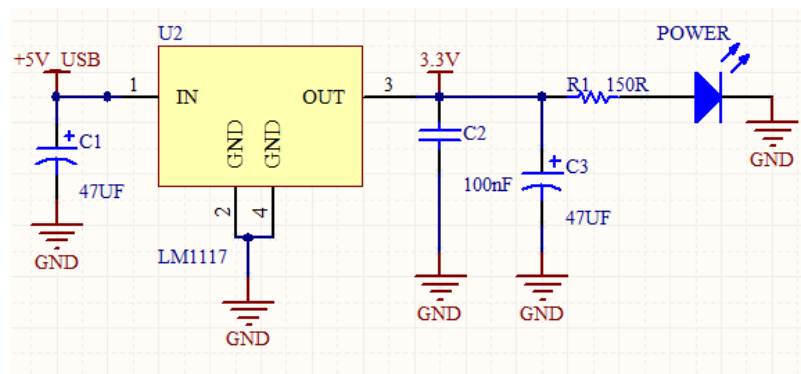 U2
POWER
+5V_USB
3.3V
1
IN
OUT
3
R1
150R
C1
GND
GND
C2
C3
47UF
100nF
2
4
47UF
LM1117
GND
GND
GND
GND
GND